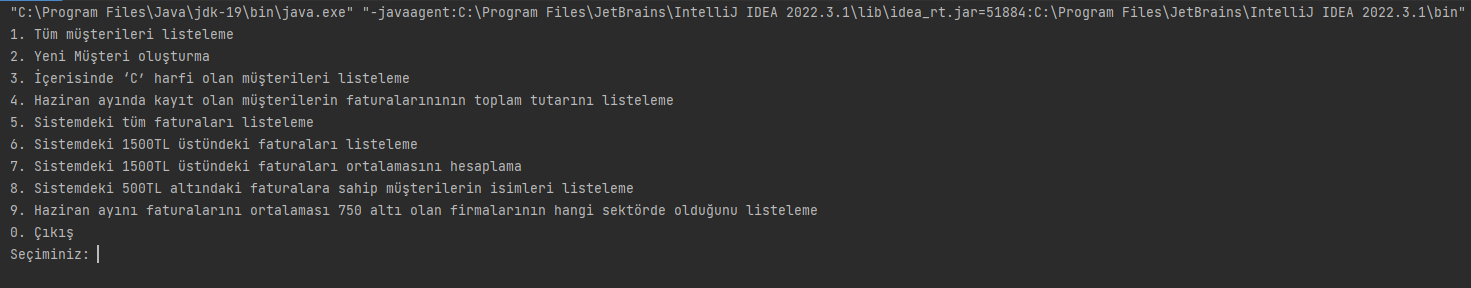 "C:\Program Files\Java\jdk-19\bin\java.exe" "-javaagent:C:\Program Files\JetBrains\IntelliJ IDEA 2022.3.1\lib\idea_rt.jar=51884:C:\Program Files\JetBrains\IntelliJ IDEA 2022.3.1\bin"
1. Tüm müşterileri listeleme
2. Yeni Müşteri oluşturma
3. İçerisinde ‘C’ harfi olan müşterileri listeleme
4. Haziran ayında kayıt olan müşterilerin faturalarınının toplam tutarını listeleme
5. Sistemdeki tüm faturaları listeleme
6. Sistemdeki 1500TL üstündeki faturaları listeleme
7. Sistemdeki 1500TL üstündeki faturaları ortalamasını hesaplama
8. Sistemdeki 500TL altındaki faturalara sahip müşterilerin isimleri listeleme
9. Haziran ayını faturalarını ortalaması 750 altı olan firmalarının hangi sektörde olduğunu listeleme
0. Çıkış
Seçiminiz: